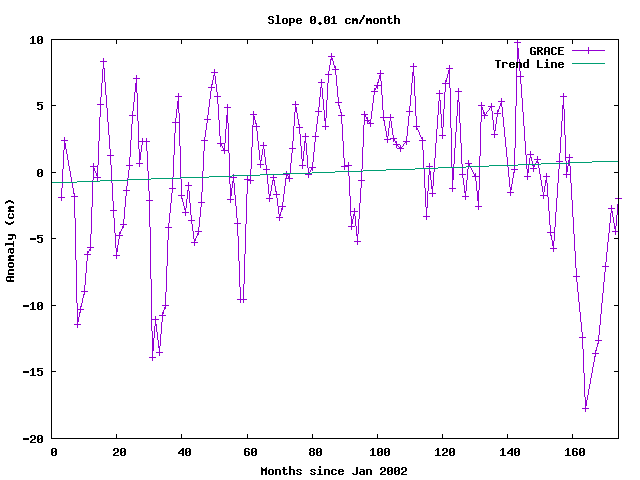 Slope 0.01 cm/month
GRACE
Trend Line
10
5
0
-5
-10
-15
-20
Anomaly (cm)
0 20 40 60 80 100 120 140 160
Months since Jan 2002